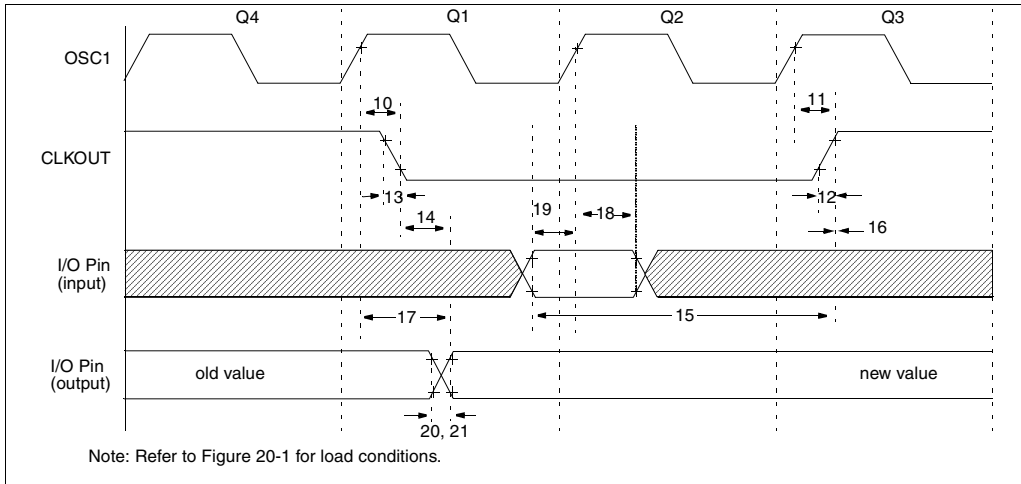 Q4 Q1 Q2 Q3
OSC1
10 11
CLKOUT
13 12
14 19 18 16
I/O Pin
(input)
17 15
I/O Pin
(output)
old value new value
20, 21
Note: Refer to Figure 20-1 for load conditions.